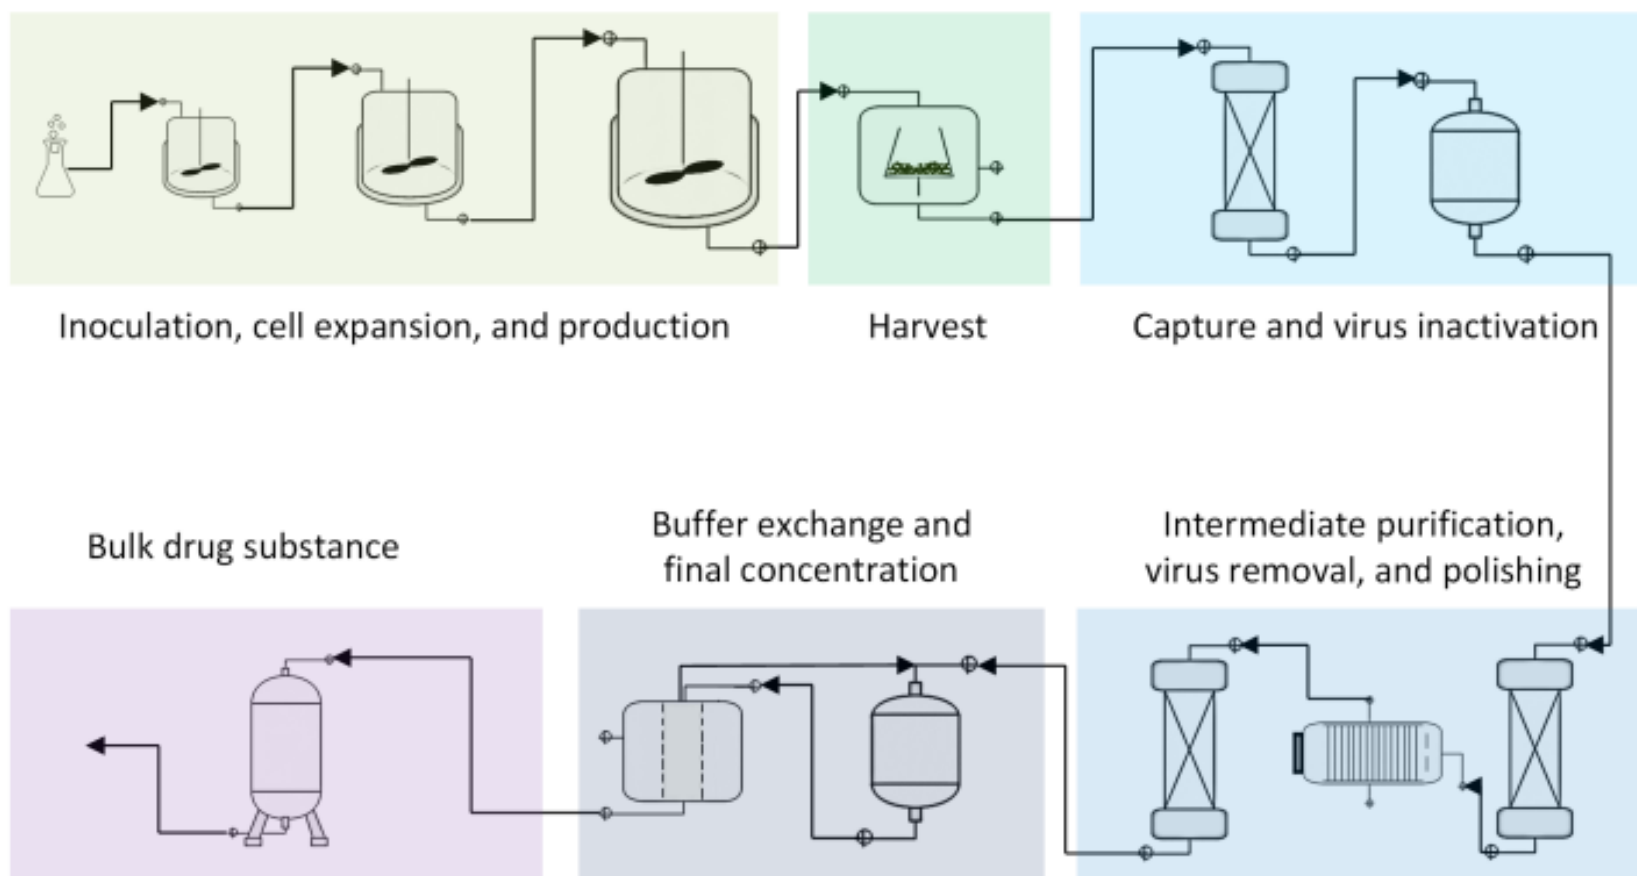 Inoculation, cell expansion, and production
Harvest
Capture and virus inactivation
Bulk drug substance
Buffer exchange and
final concentration
Intermediate purification,
virus removal, and polishing